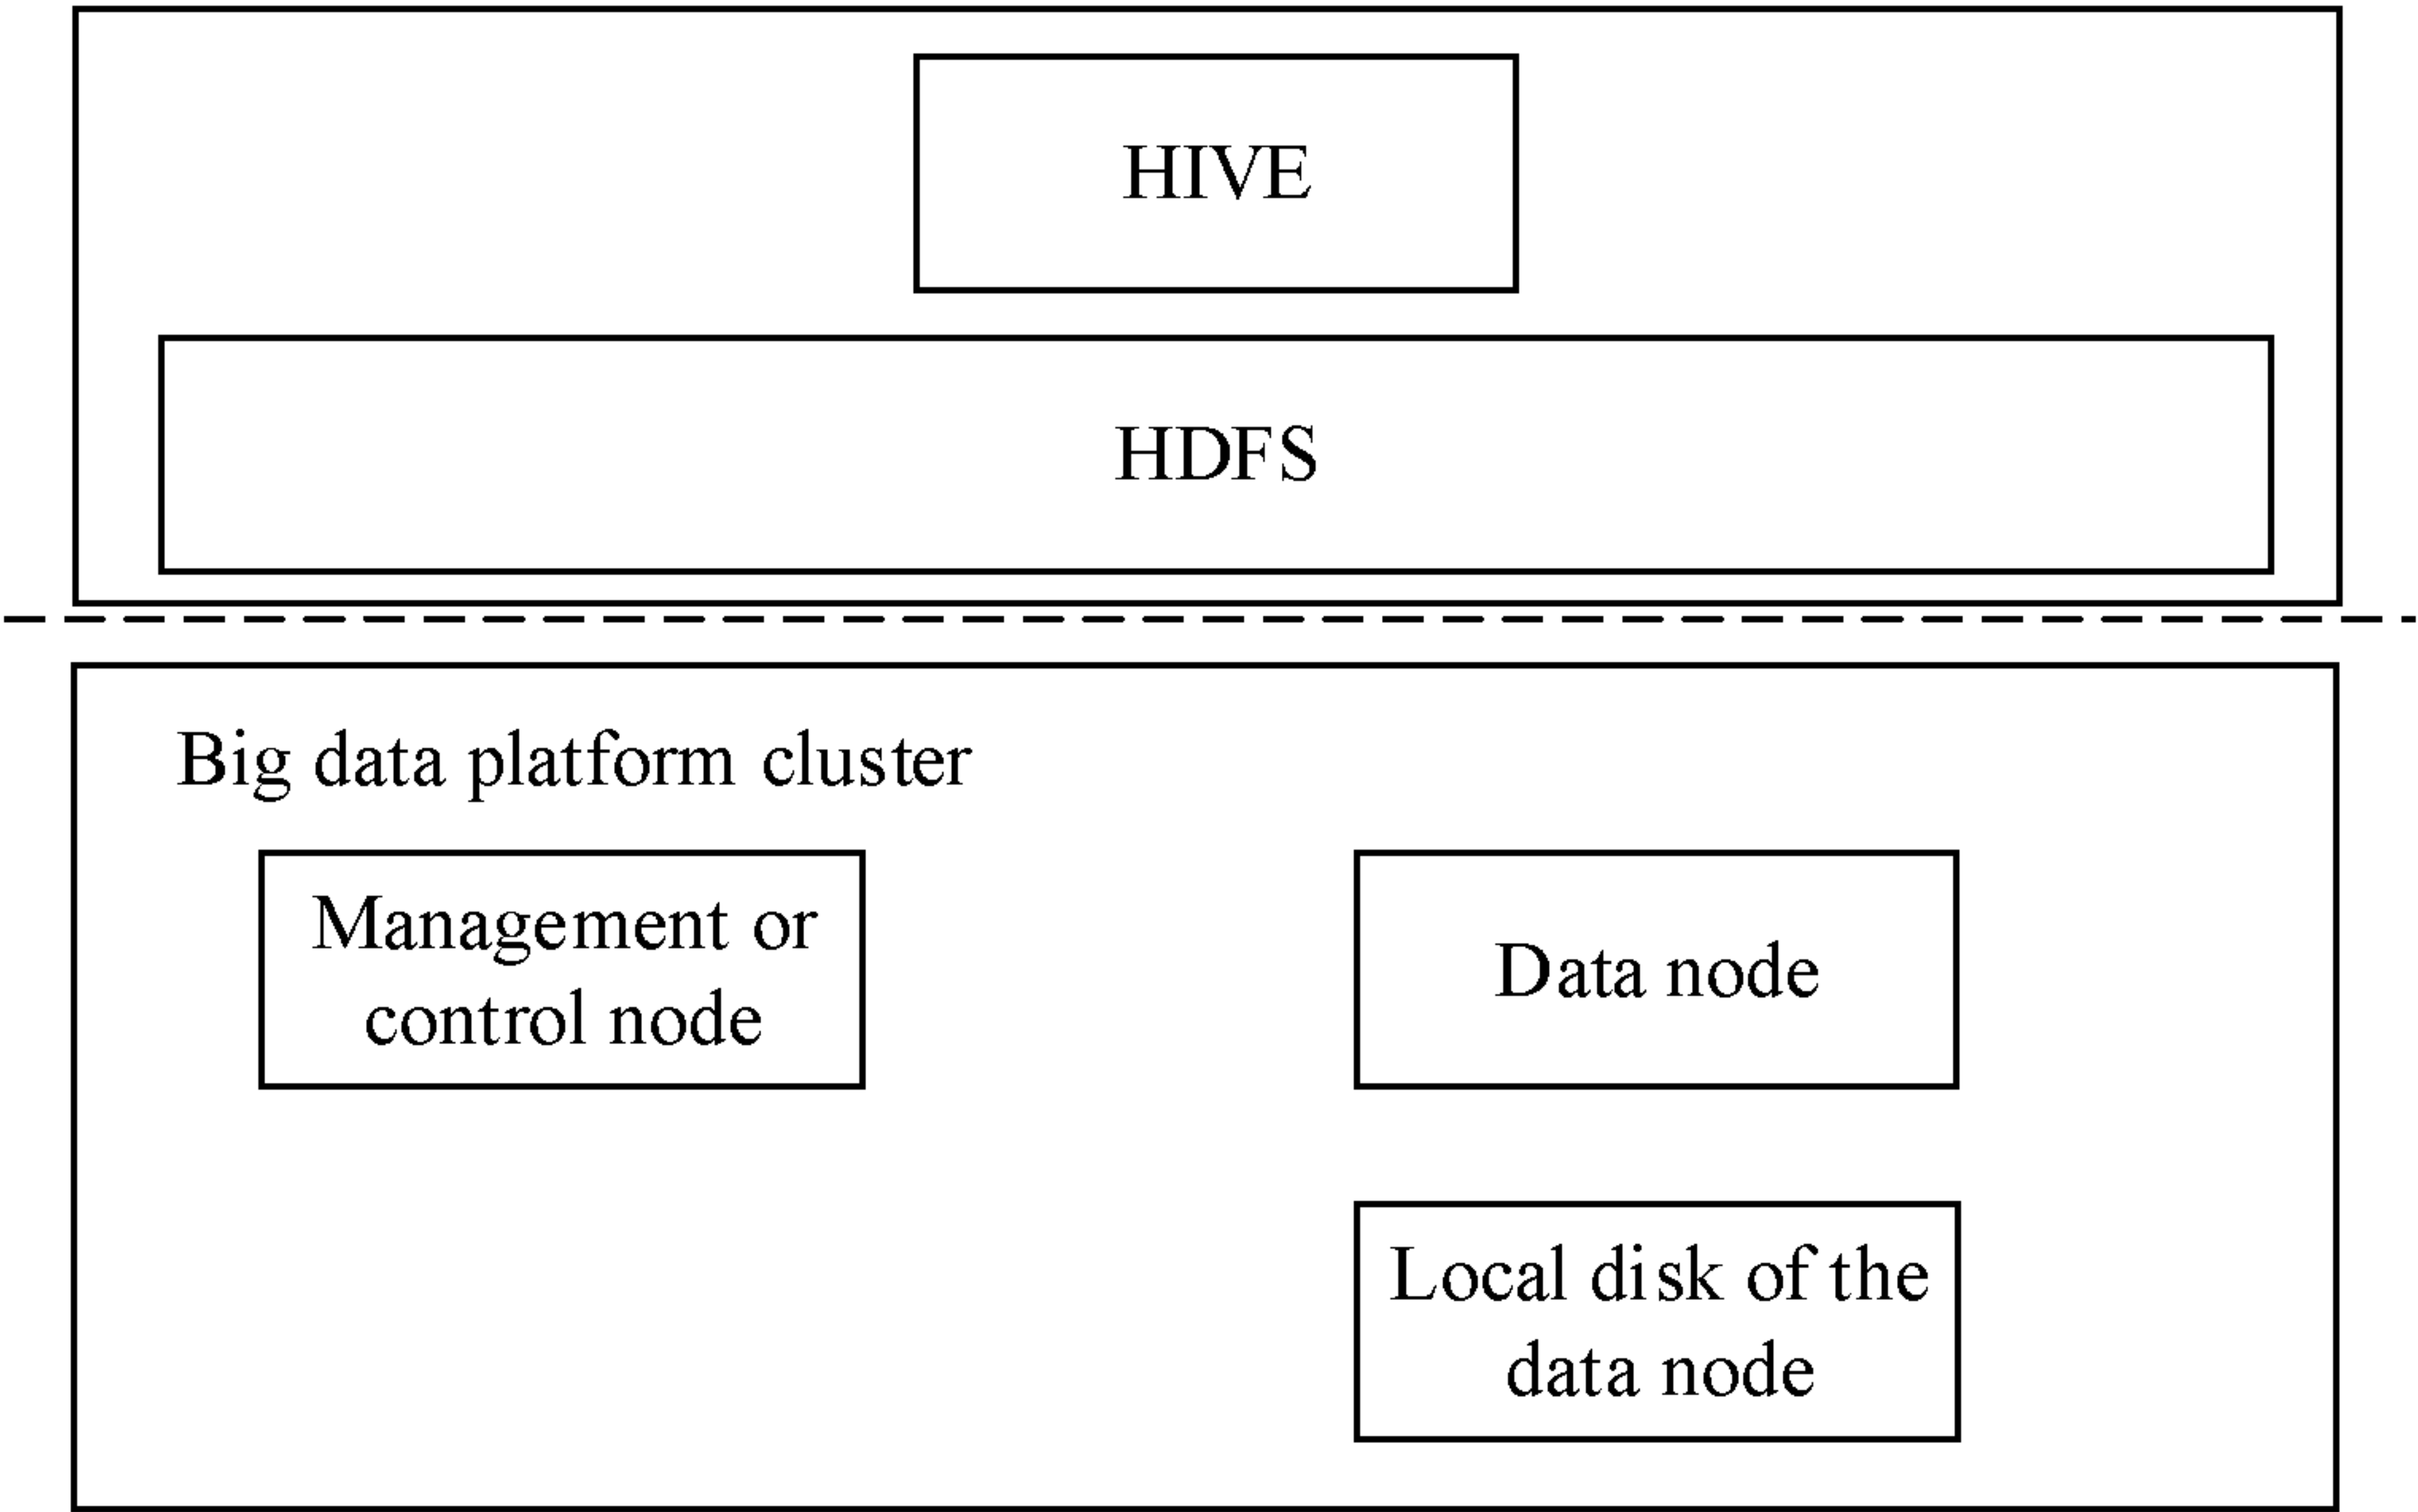 HIVE
HDFS
Big data platform cluster
Management or
control node
Data node
Local disk of the
data node